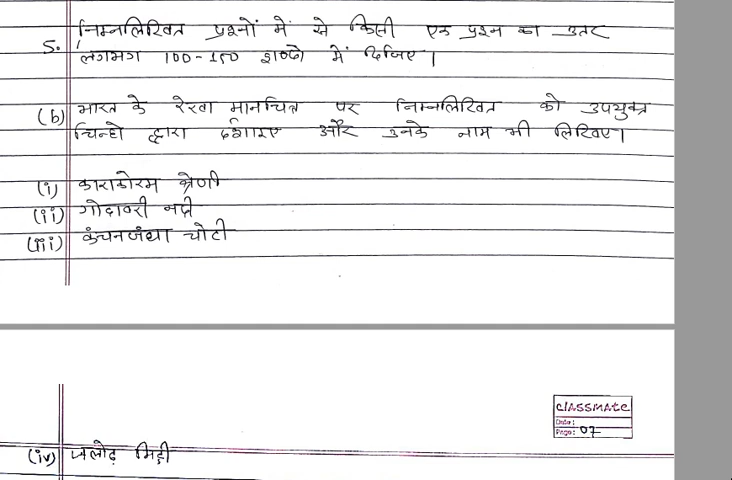 5. निम्नलिखित प्रश्नों में से किसी एक प्रश्न का उत्तर
लगभग 100-150 शब्दो में दिजिए।
(b) भारत के रेखा मानचित्र पर निम्नलिखित को उपयुक्त
चिन्हो द्वारा दर्शाइए और उनके नाम भी लिखिए।
(i) काराकोरम श्रेणी
(ii) गोदावरी नदी
(iii) कंचनजंघा चोटी
CLASSMATE
Date:
Page: 07
(iv) जलोढ़ मिट्टी